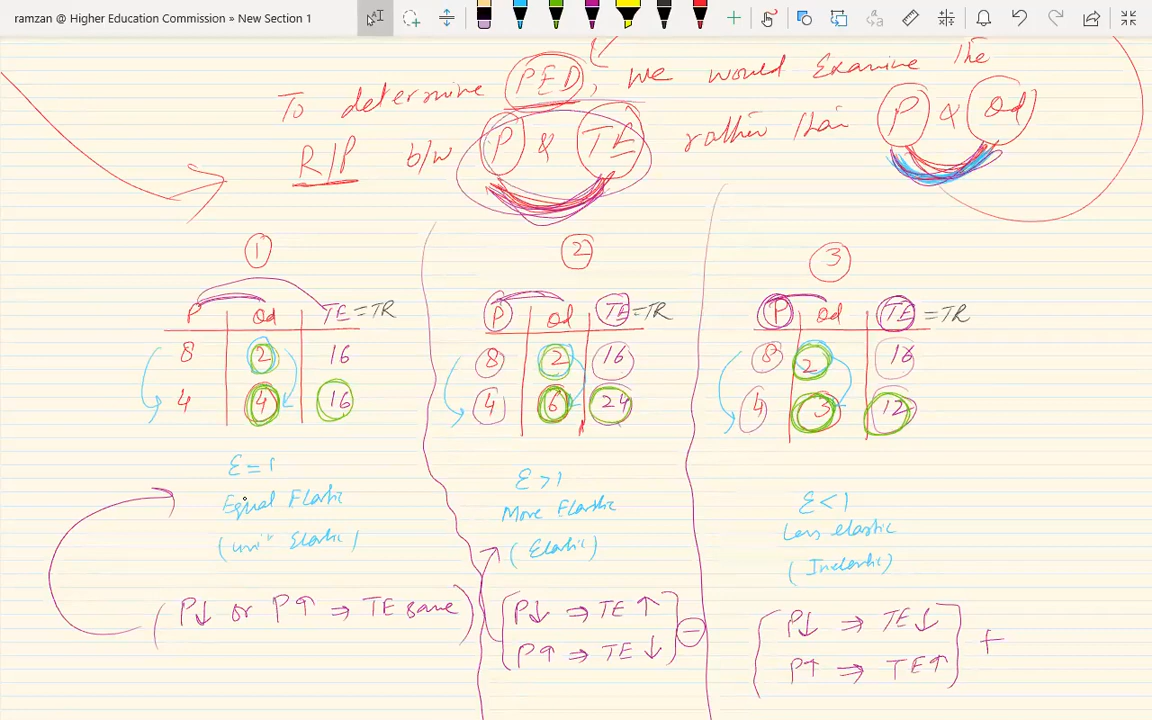 ramzan @ Higher Education Commission » New Section 1
To determine PED, we would Examine the
R/P b/w P & TE rather than P & Qd
1
P Qd TE = TR
8 2 16
4 4 16
E = 1
Equal Elastic
(unit Elastic)
(P↓ or P↑ ⇒ TE same)
2
P Qd TE = TR
8 2 16
4 6 24
E > 1
More Elastic
(Elastic)
P↓ ⇒ TE ↑
P↑ ⇒ TE ↓ −
3
P Qd TE = TR
8 2 16
4 3 12
E < 1
Less elastic
(Inelastic)
P↓ ⇒ TE↓
P↑ ⇒ TE↑ +